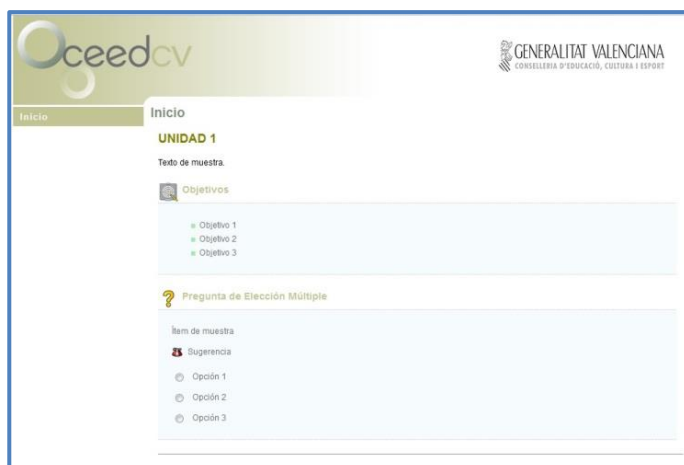 ceedcv
GENERALITAT VALENCIANA
CONSELLERIA D'EDUCACIÓ, CULTURA I ESPORT
Inicio
Inicio
UNIDAD 1
Texto de muestra.
Objetivos
Objetivo 1
Objetivo 2
Objetivo 3
Pregunta de Elección Múltiple
Ítem de muestra
Sugerencia
Opción 1
Opción 2
Opción 3